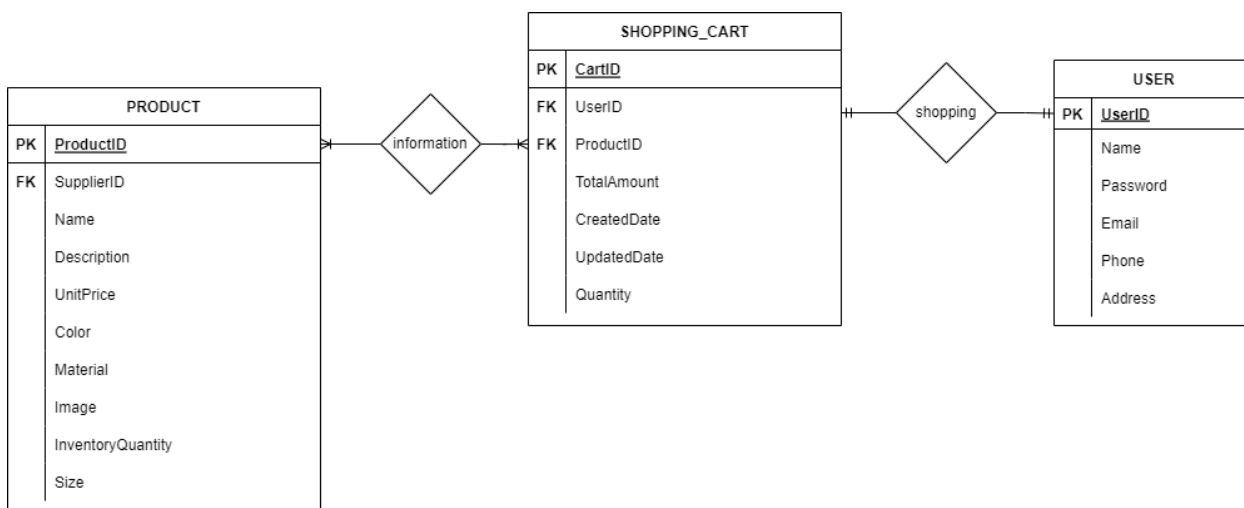 PRODUCT
PK ProductID
FK SupplierID
Name
Description
UnitPrice
Color
Material
Image
InventoryQuantity
Size
information
SHOPPING_CART
PK CartID
FK UserID
FK ProductID
TotalAmount
CreatedDate
UpdatedDate
Quantity
shopping
USER
PK UserID
Name
Password
Email
Phone
Address